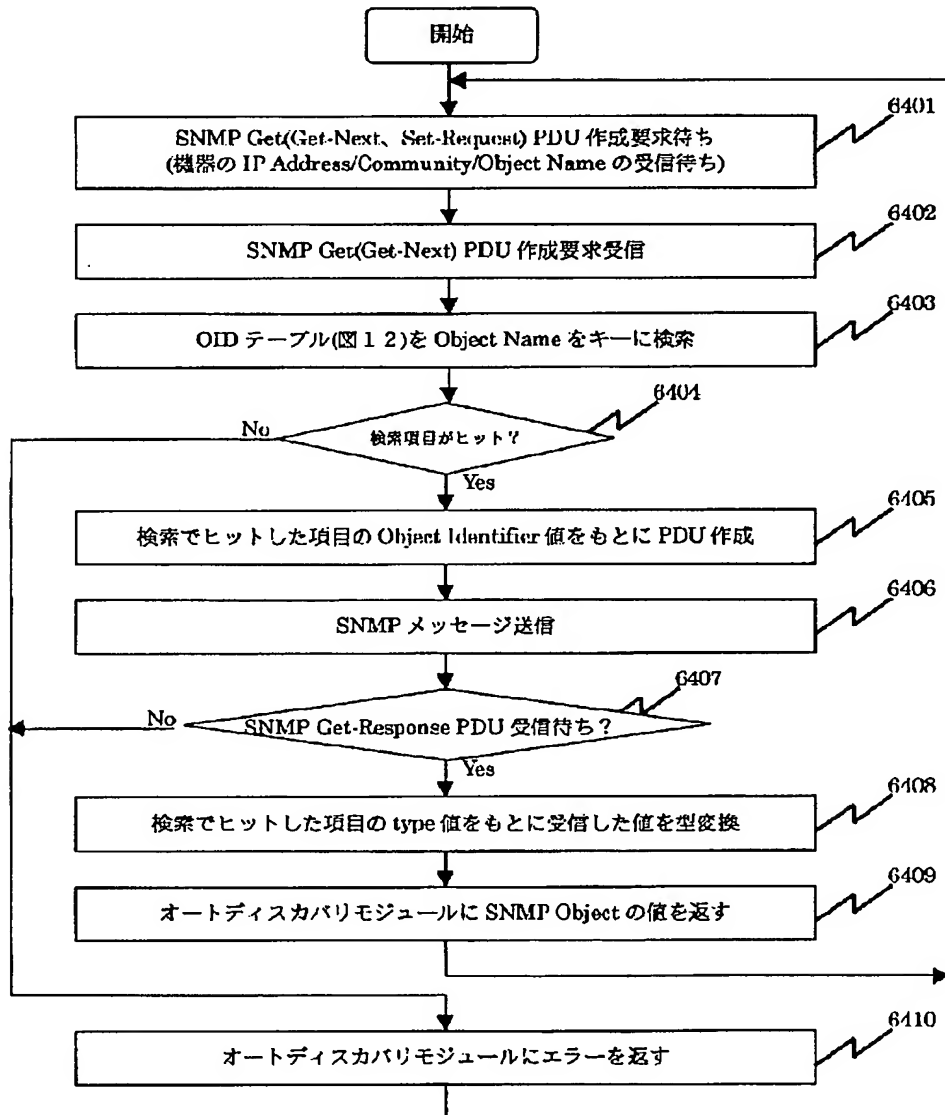 開始
6401
SNMP Get(Get-Next、Set-Request) PDU 作成要求待ち
(機器の IP Address/Community/Object Name の受信待ち)
6402
SNMP Get(Get-Next) PDU 作成要求受信
6403
OID テーブル(図12)を Object Name をキーに検索
6404
No
検索項目がヒット？
Yes
6405
検索でヒットした項目の Object Identifier 値をもとに PDU 作成
6406
SNMP メッセージ送信
6407
No
SNMP Get-Response PDU 受信待ち？
Yes
6408
検索でヒットした項目の type 値をもとに受信した値を型変換
6409
オートディスカバリモジュールに SNMP Object の値を返す
6410
オートディスカバリモジュールにエラーを返す